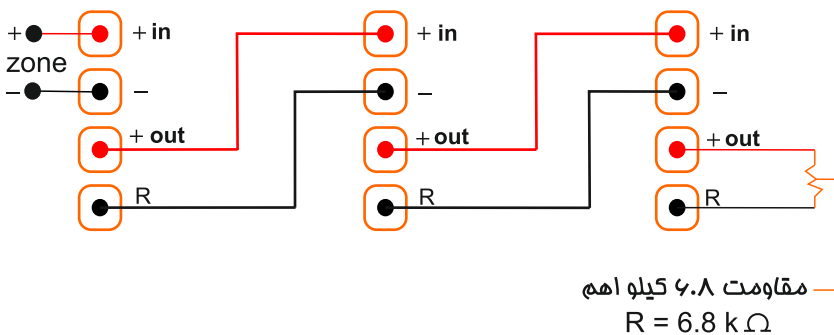 + + in + in + in
zone
– – – –
+ out + out + out
R R R
مقاومت ۶.۸ کیلو اهم
R = 6.8 k Ω